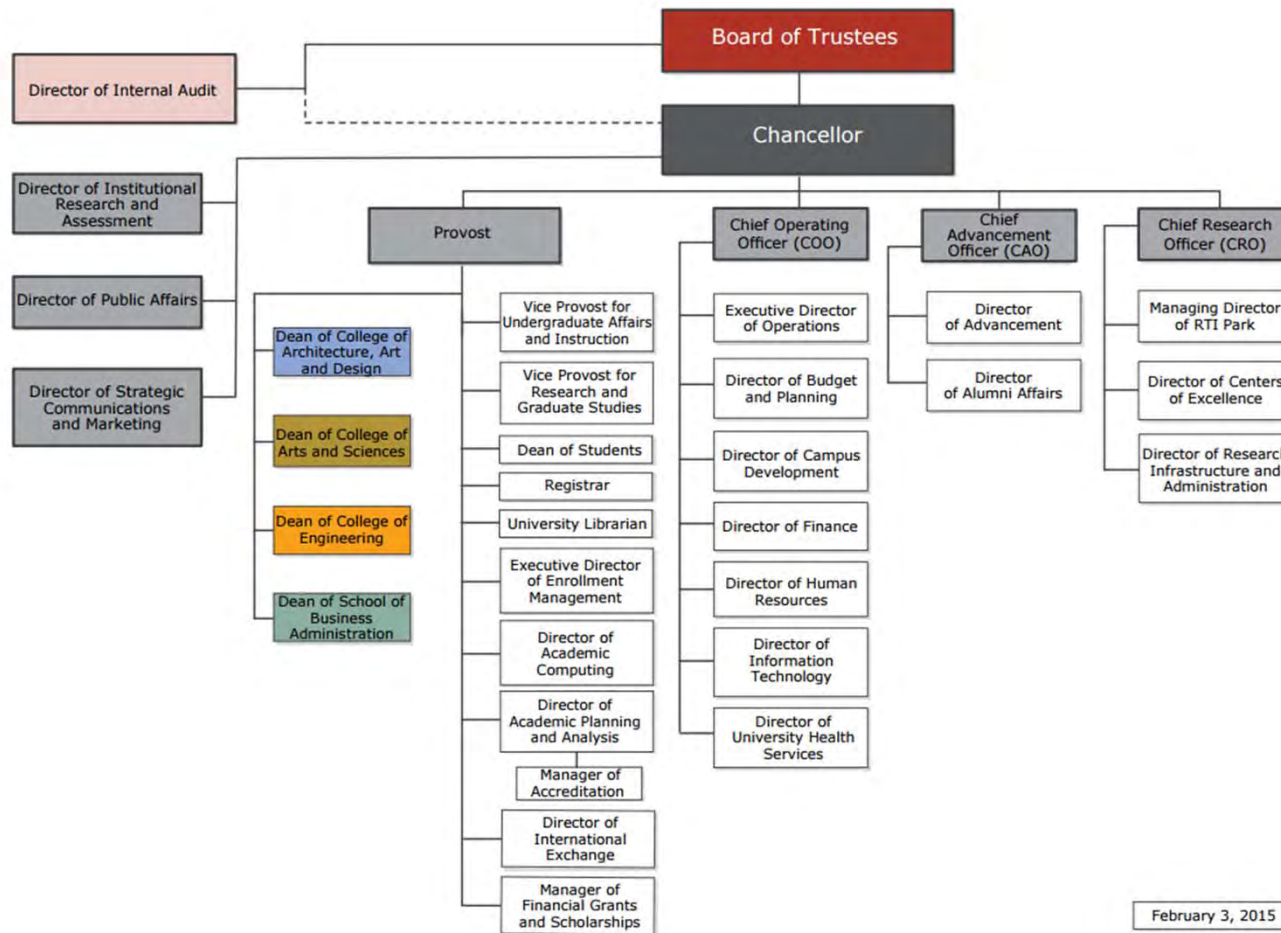 Board of Trustees
Director of Internal Audit
Chancellor
Director of Institutional
Research and
Assessment
Director of Public Affairs
Director of Strategic
Communications
and Marketing
Provost
Chief Operating
Officer (COO)
Chief
Advancement
Officer (CAO)
Chief Research
Officer (CRO)
Dean of College of
Architecture, Art
and Design
Dean of College of
Arts and Sciences
Dean of College of
Engineering
Dean of School of
Business
Administration
Vice Provost for
Undergraduate Affairs
and Instruction
Vice Provost for
Research and
Graduate Studies
Dean of Students
Registrar
University Librarian
Executive Director
of Enrollment
Management
Director of
Academic
Computing
Director of
Academic Planning
and Analysis
Manager of
Accreditation
Director of
International
Exchange
Manager of
Financial Grants
and Scholarships
Executive Director
of Operations
Director of Budget
and Planning
Director of Campus
Development
Director of Finance
Director of Human
Resources
Director of
Information
Technology
Director of
University Health
Services
Director
of Advancement
Director
of Alumni Affairs
Managing Director
of RTI Park
Director of Centers
of Excellence
Director of Research
Infrastructure and
Administration
February 3, 2015